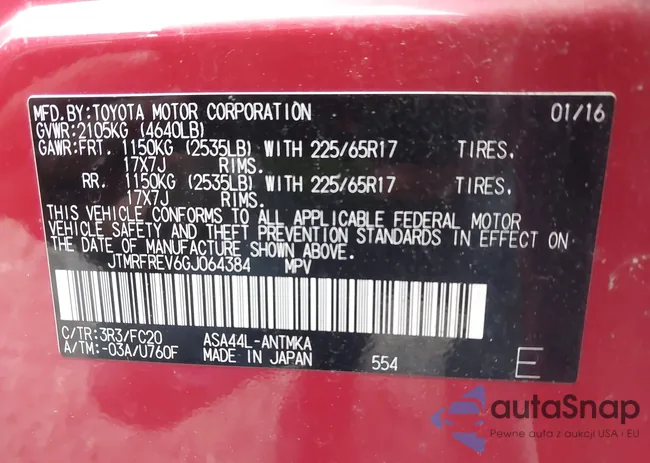 MFD.BY:TOYOTA MOTOR CORPORATION 01/16
GVWR:2105KG (4640LB)
GAWR:FRT. 1150KG (2535LB) WITH 225/65R17 TIRES,
17X7J RIMS.
RR. 1150KG (2535LB) WITH 225/65R17 TIRES,
17X7J RIMS.
THIS VEHICLE CONFORMS TO ALL APPLICABLE FEDERAL MOTOR
VEHICLE SAFETY AND THEFT PREVENTION STANDARDS IN EFFECT ON
THE DATE OF MANUFACTURE SHOWN ABOVE.
JTMRFREV6GJ064384 MPV
C/TR:3R3/FC20 ASA44L-ANTMKA
A/TM:-03A/U760F MADE IN JAPAN 554 E
autaSnap
Pewne auta z aukcji USA i EU